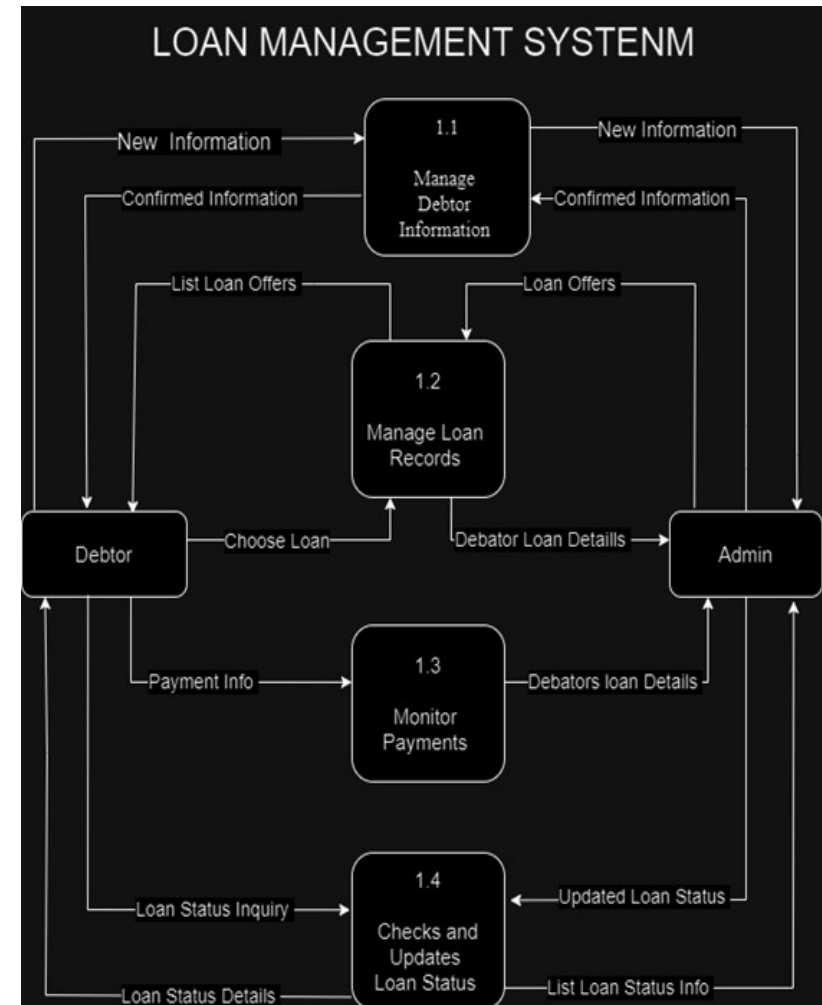 LOAN MANAGEMENT SYSTENM
1.1
New Information
New Information
Manage
Debtor
Information
Confirmed Information
Confirmed Information
List Loan Offers
Loan Offers
1.2
Manage Loan
Records
Debtor
Choose Loan
Debator Loan Detaills
Admin
1.3
Payment Info
Debators loan Details
Monitor
Payments
1.4
Loan Status Inquiry
Updated Loan Status
Checks and
Updates
Loan Status
Loan Status Details
List Loan Status Info